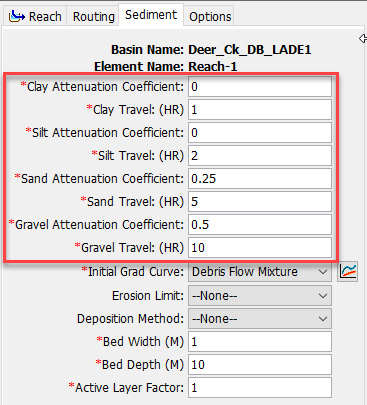 Reach Routing Sediment Options
Basin Name: Deer_Ck_DB_LADE1
Element Name: Reach-1
*Clay Attenuation Coefficient: 0
*Clay Travel: (HR) 1
*Silt Attenuation Coefficient: 0
*Silt Travel: (HR) 2
*Sand Attenuation Coefficient: 0.25
*Sand Travel: (HR) 5
*Gravel Attenuation Coefficient: 0.5
*Gravel Travel: (HR) 10
*Initial Grad Curve: Debris Flow Mixture
Erosion Limit: --None--
Deposition Method: --None--
*Bed Width (M) 1
*Bed Depth (M) 10
*Active Layer Factor: 1